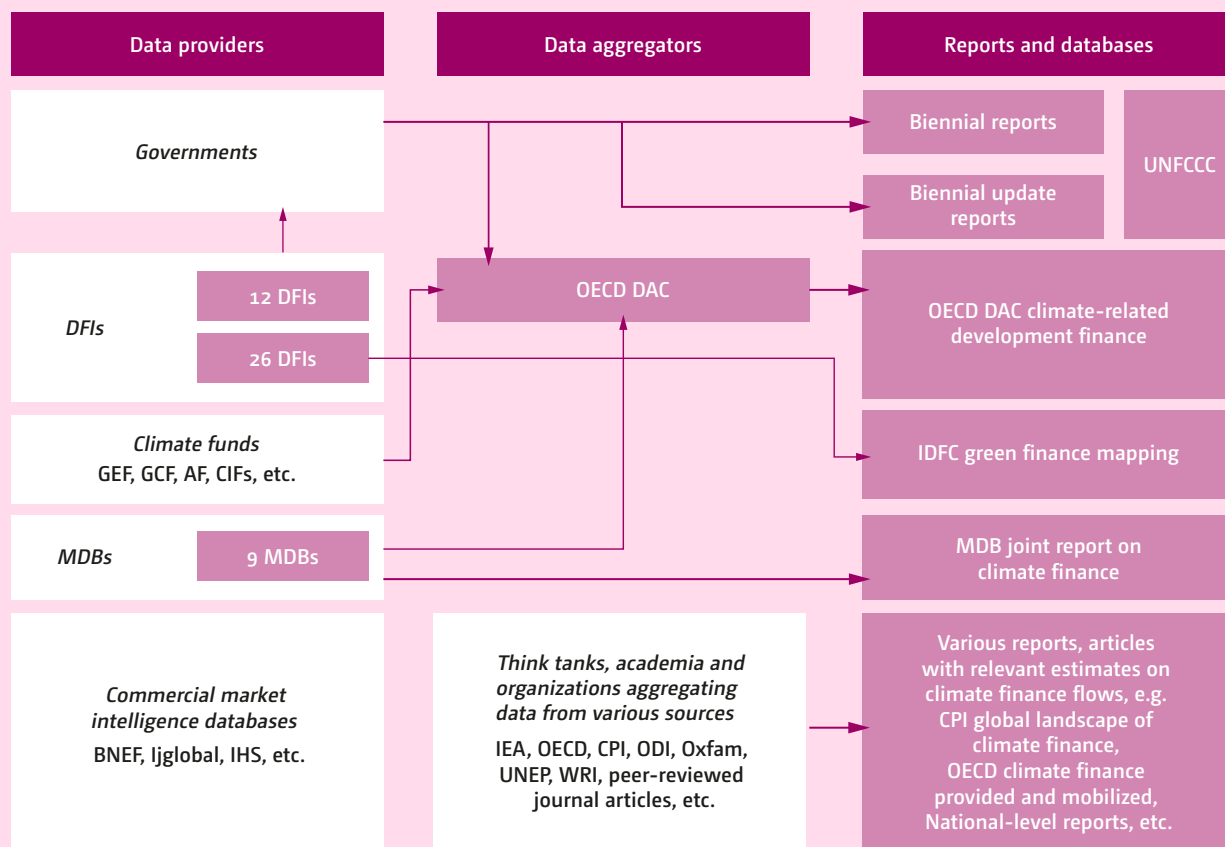 Data providers
Data aggregators
Reports and databases
Governments
Biennial reports
Biennial update
reports
UNFCCC
DFIs
12 DFIs
26 DFIs
OECD DAC
OECD DAC climate-related
development finance
Climate funds
GEF, GCF, AF, CIFs, etc.
IDFC green finance mapping
MDBs
9 MDBs
MDB joint report on
climate finance
Commercial market
intelligence databases
BNEF, Ijglobal, IHS, etc.
Think tanks, academia and
organizations aggregating
data from various sources
IEA, OECD, CPI, ODI, Oxfam,
UNEP, WRI, peer-reviewed
journal articles, etc.
Various reports, articles
with relevant estimates on
climate finance flows, e.g.
CPI global landscape of
climate finance,
OECD climate finance
provided and mobilized,
National-level reports, etc.